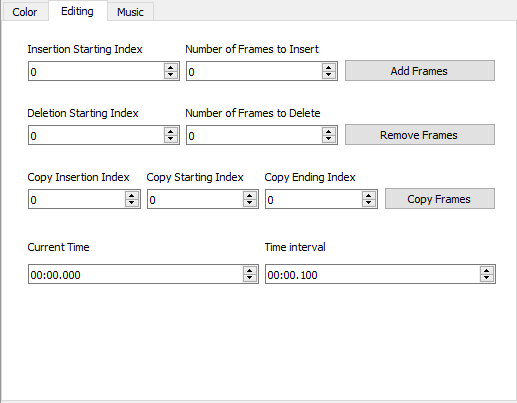 Color Editing Music
Insertion Starting Index Number of Frames to Insert
0 0 Add Frames
Deletion Starting Index Number of Frames to Delete
0 0 Remove Frames
Copy Insertion Index Copy Starting Index Copy Ending Index
0 0 0 Copy Frames
Current Time Time interval
00:00.000 00:00.100